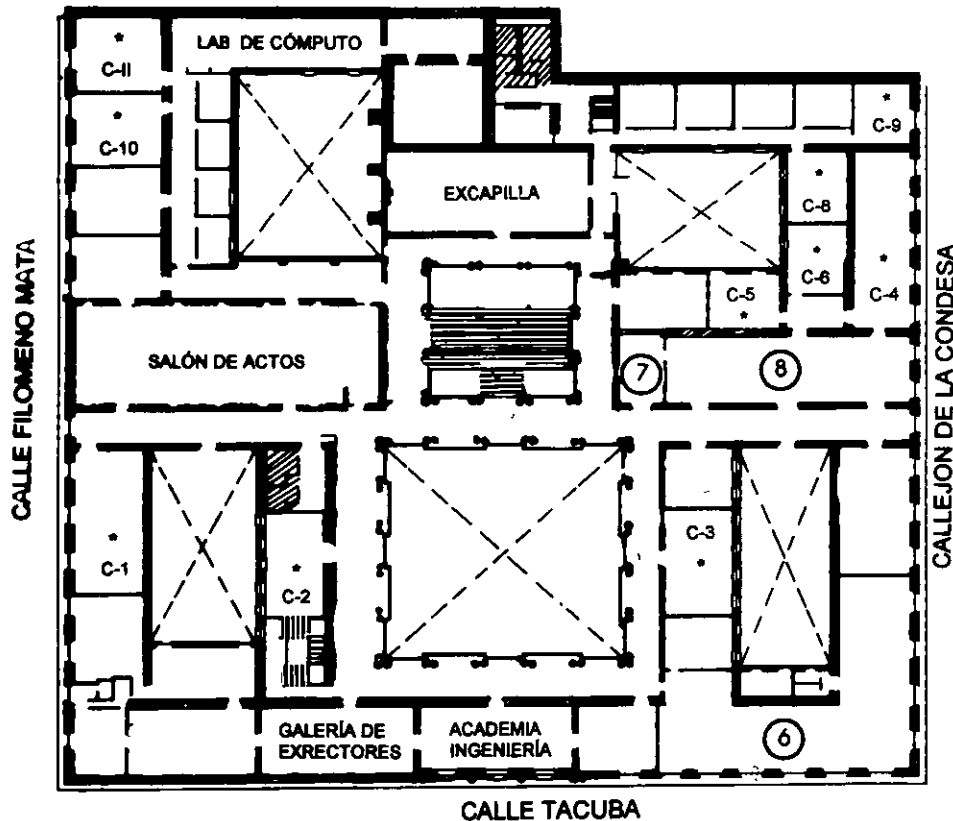 *
LAB DE CÓMPUTO
C-II
*
C-10
*
C-9
EXCAPILLA
*
C-8
*
C-6
*
C-4
C-5
*
SALÓN DE ACTOS
7
8
CALLE FILOMENO MATA
CALLEJON DE LA CONDESA
*
C-1
*
C-2
C-3
*
GALERÍA DE
EXRECTORES
ACADEMIA
INGENIERÍA
6
CALLE TACUBA